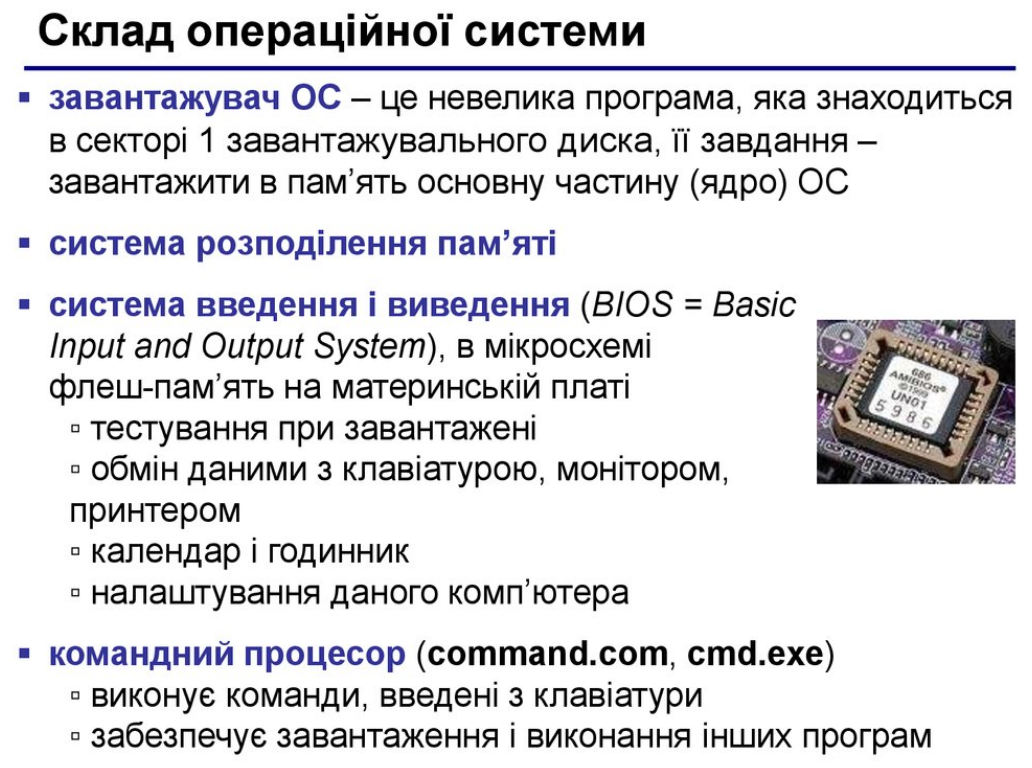 Склад операційної системи
▪ завантажувач ОС – це невелика програма, яка знаходиться
в секторі 1 завантажувального диска, її завдання –
завантажити в пам’ять основну частину (ядро) ОС
▪ система розподілення пам’яті
▪ система введення і виведення (BIOS = Basic
Input and Output System), в мікросхемі
флеш-пам’ять на материнській платі
▫ тестування при завантажені
▫ обмін даними з клавіатурою, монітором,
принтером
▫ календар і годинник
▫ налаштування даного комп’ютера
▪ командний процесор (command.com, cmd.exe)
▫ виконує команди, введені з клавіатури
▫ забезпечує завантаження і виконання інших програм
686
AMIBIOS®
©1999
UN01
5986